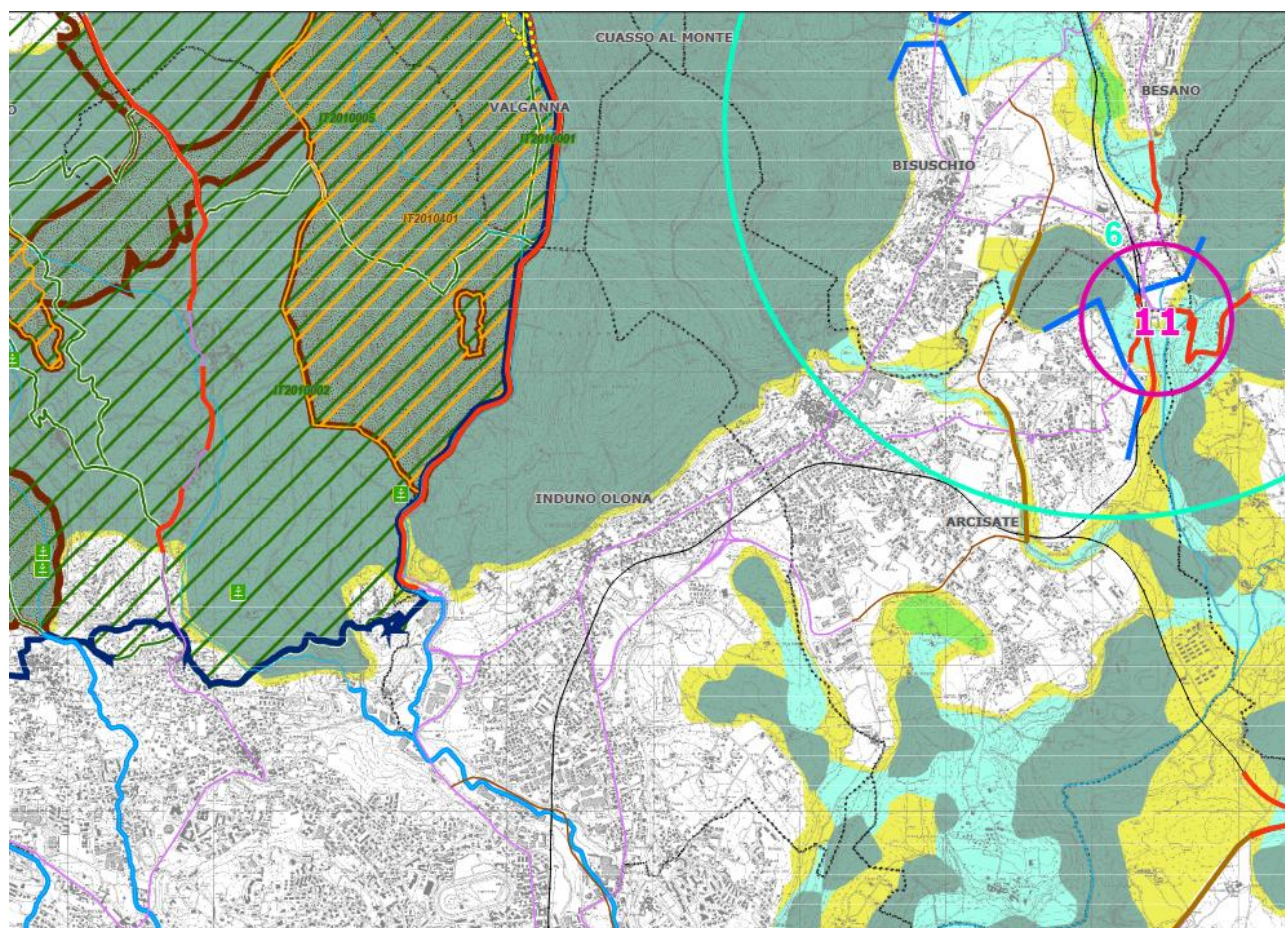 CUASSO AL MONTE
BESANO
VALGANNA
IT2010005
IT2010001
BISUSCHIO
IT2010401
6
11
IT2010002
INDUNO OLONA
ARCISATE